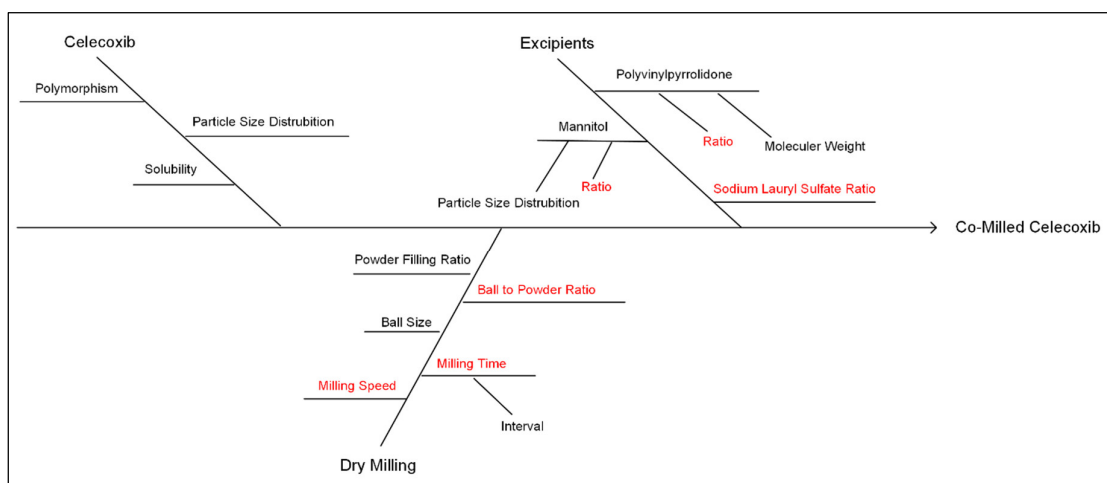 Celecoxib
Excipients
Polymorphism
Polyvinylpyrrolidone
Particle Size Distrubition
Mannitol
Ratio
Moleculer Weight
Solubility
Ratio
Sodium Lauryl Sulfate Ratio
Particle Size Distrubition
Co-Milled Celecoxib
Powder Filling Ratio
Ball to Powder Ratio
Ball Size
Milling Time
Milling Speed
Interval
Dry Milling